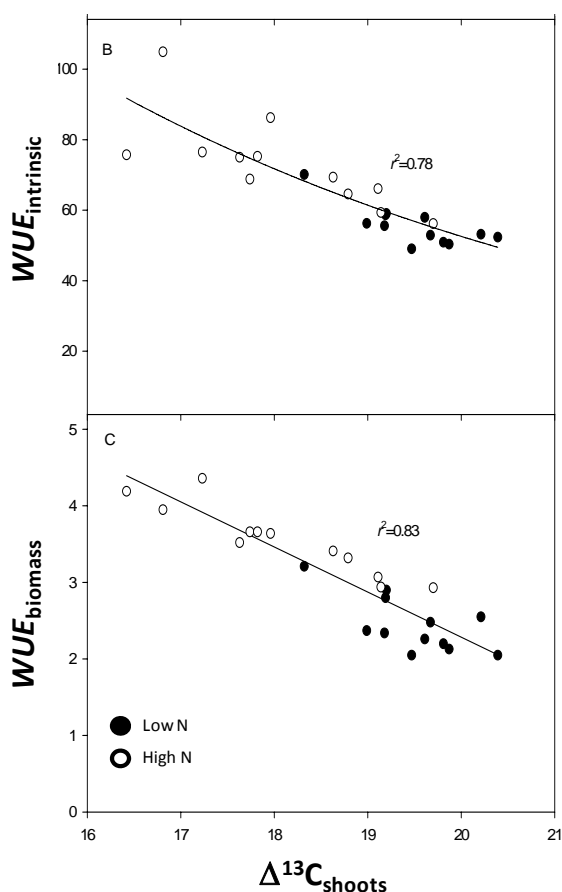 B
100
80
60
40
20
WUEintrinsic
r²=0.78
C
5
4
3
2
1
0
WUEbiomass
r²=0.83
Low N
High N
16 17 18 19 20 21
Δ¹³Cshoots